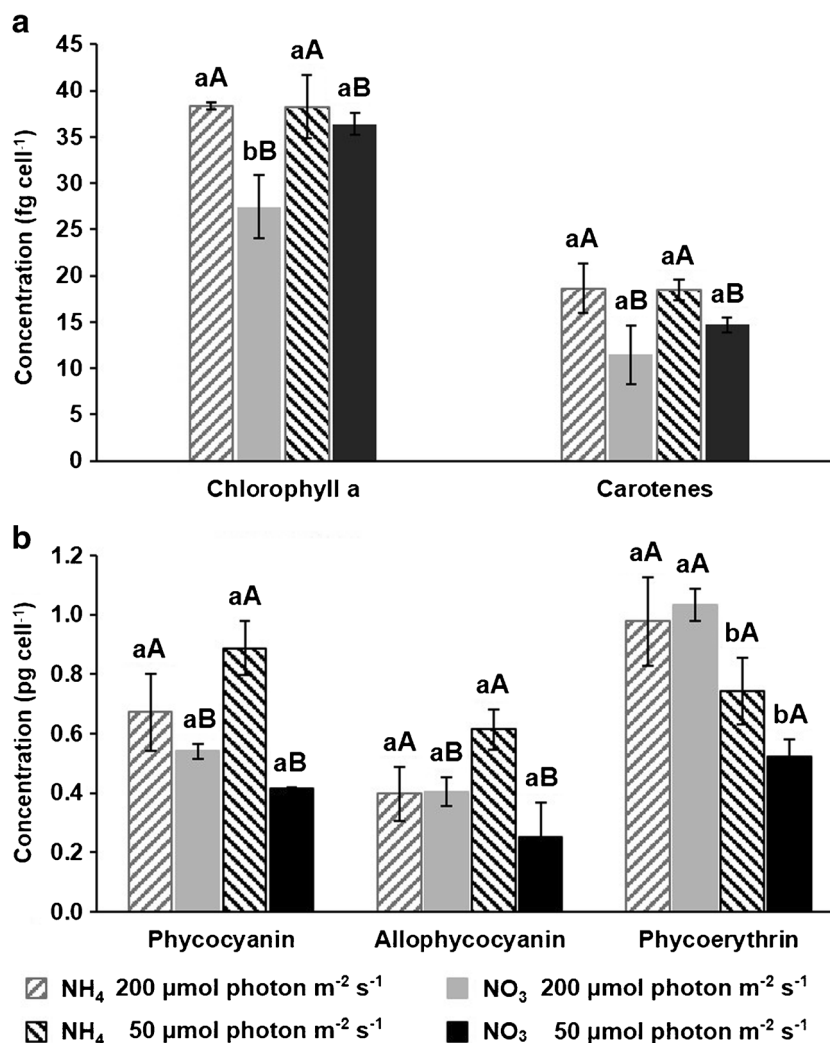 a
Concentration (fg cell-1)
45
40
35
30
25
20
15
10
5
0
aA
bB
aA
aB
aA
aB
aA
aB
Chlorophyll a
Carotenes
b
Concentration (pg cell-1)
1.2
1.0
0.8
0.6
0.4
0.2
0.0
aA
aB
aA
aB
aA
aB
aA
aB
aA
aA
bA
bA
Phycocyanin
Allophycocyanin
Phycoerythrin
NH4 200 µmol photon m-2 s-1
NO3 200 µmol photon m-2 s-1
NH4 50 µmol photon m-2 s-1
NO3 50 µmol photon m-2 s-1